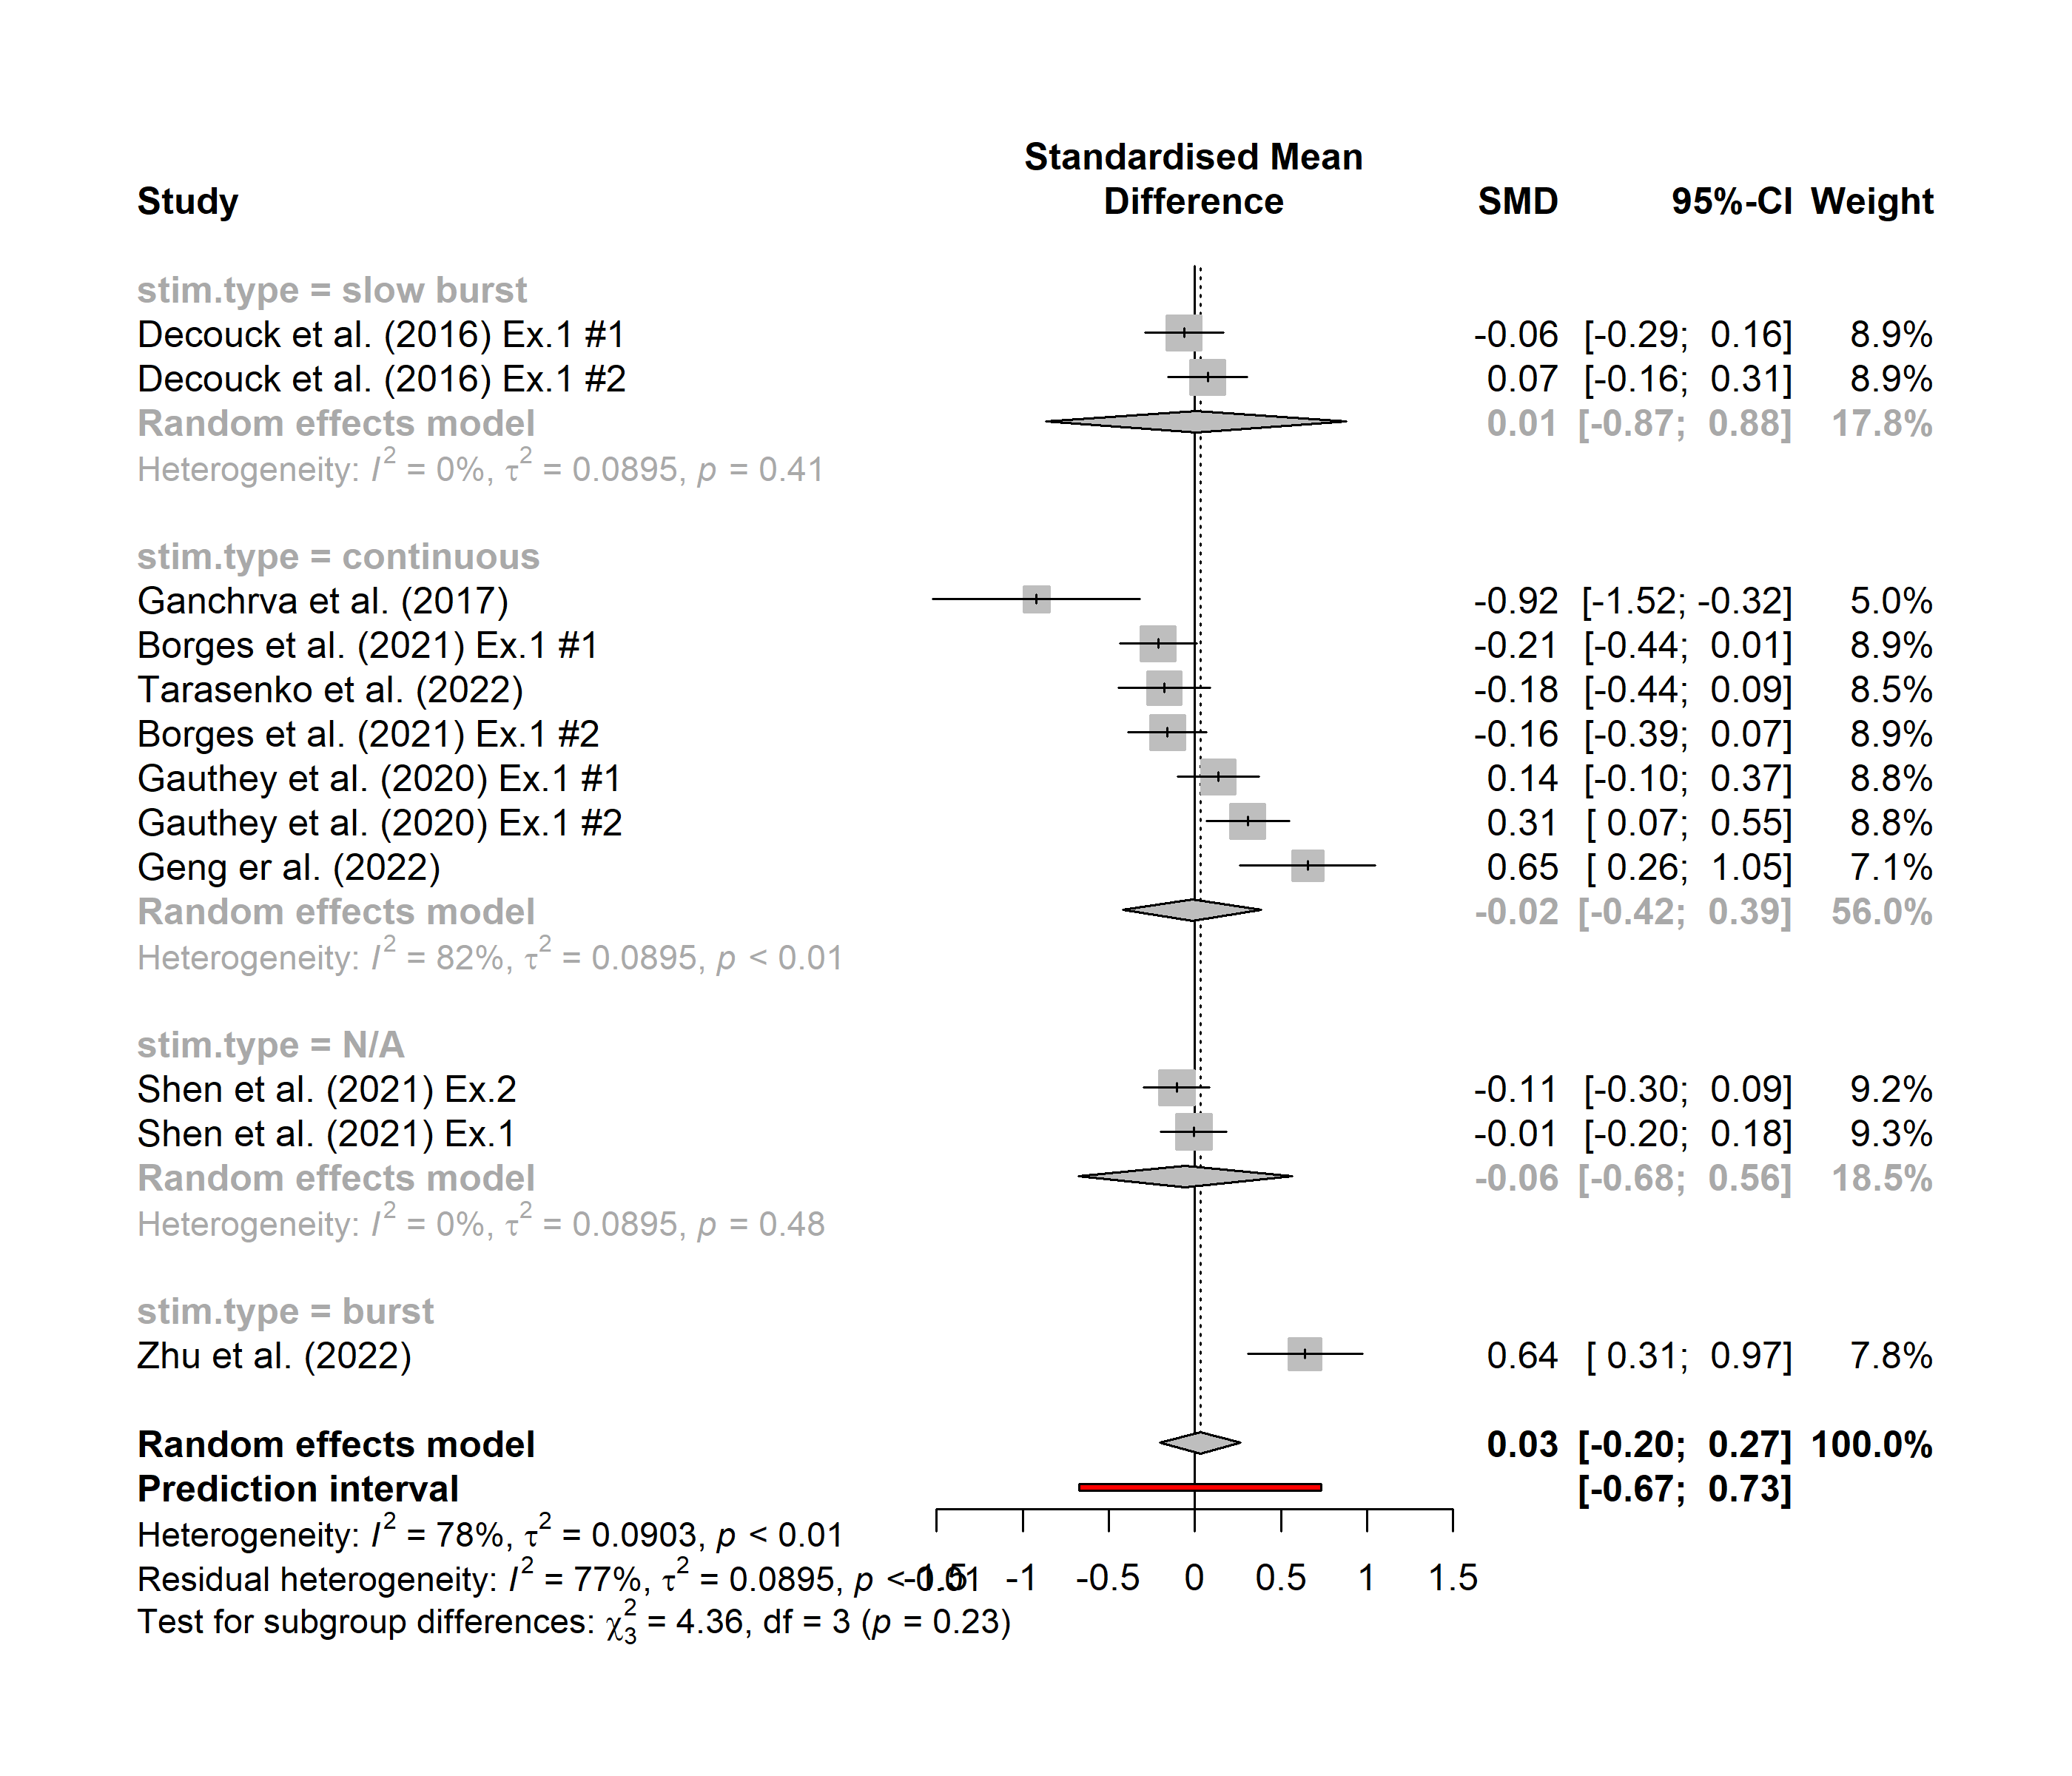 Standardised Mean
Study Difference SMD 95%-CI Weight
stim.type = slow burst
Decouck et al. (2016) Ex.1 #1 -0.06 [-0.29; 0.16] 8.9%
Decouck et al. (2016) Ex.1 #2 0.07 [-0.16; 0.31] 8.9%
Random effects model 0.01 [-0.87; 0.88] 17.8%
Heterogeneity: I² = 0%, τ² = 0.0895, p = 0.41
stim.type = continuous
Ganchrva et al. (2017) -0.92 [-1.52; -0.32] 5.0%
Borges et al. (2021) Ex.1 #1 -0.21 [-0.44; 0.01] 8.9%
Tarasenko et al. (2022) -0.18 [-0.44; 0.09] 8.5%
Borges et al. (2021) Ex.1 #2 -0.16 [-0.39; 0.07] 8.9%
Gauthey et al. (2020) Ex.1 #1 0.14 [-0.10; 0.37] 8.8%
Gauthey et al. (2020) Ex.1 #2 0.31 [ 0.07; 0.55] 8.8%
Geng er al. (2022) 0.65 [ 0.26; 1.05] 7.1%
Random effects model -0.02 [-0.42; 0.39] 56.0%
Heterogeneity: I² = 82%, τ² = 0.0895, p < 0.01
stim.type = N/A
Shen et al. (2021) Ex.2 -0.11 [-0.30; 0.09] 9.2%
Shen et al. (2021) Ex.1 -0.01 [-0.20; 0.18] 9.3%
Random effects model -0.06 [-0.68; 0.56] 18.5%
Heterogeneity: I² = 0%, τ² = 0.0895, p = 0.48
stim.type = burst
Zhu et al. (2022) 0.64 [ 0.31; 0.97] 7.8%
Random effects model 0.03 [-0.20; 0.27] 100.0%
Prediction interval [-0.67; 0.73]
Heterogeneity: I² = 78%, τ² = 0.0903, p < 0.01
Residual heterogeneity: I² = 77%, τ² = 0.0895, p < 0.01 -1.5 -1 -0.5 0 0.5 1 1.5
Test for subgroup differences: χ²₃ = 4.36, df = 3 (p = 0.23)